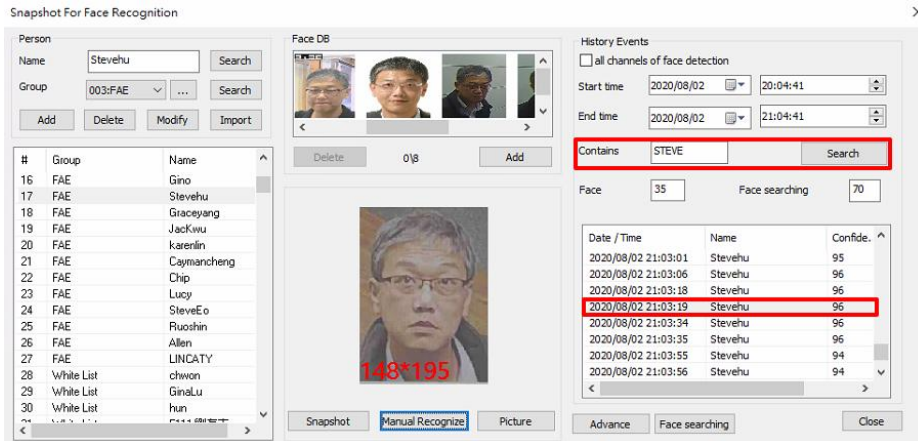 Snapshot For Face Recognition
Person
Name Stevehu Search
Group 003:FAE ... Search
Add Delete Modify Import
# Group Name
16 FAE Gino
17 FAE Stevehu
18 FAE Graceyang
19 FAE JacKwu
20 FAE karenlin
21 FAE Caymancheng
22 FAE Chip
23 FAE Lucy
24 FAE SteveEo
25 FAE Ruoshin
26 FAE Allen
27 FAE LINCATY
28 White List chwon
29 White List GinaLu
30 White List hun
Face DB
Delete 0\8 Add
148*195
Snapshot Manual Recognize Picture
History Events
all channels of face detection
Start time 2020/08/02 20:04:41
End time 2020/08/02 21:04:41
Contains STEVE Search
Face 35 Face searching 70
Date / Time Name Confide.
2020/08/02 21:03:01 Stevehu 95
2020/08/02 21:03:06 Stevehu 96
2020/08/02 21:03:18 Stevehu 96
2020/08/02 21:03:19 Stevehu 96
2020/08/02 21:03:34 Stevehu 96
2020/08/02 21:03:35 Stevehu 96
2020/08/02 21:03:55 Stevehu 94
2020/08/02 21:03:56 Stevehu 94
Advance Face searching Close